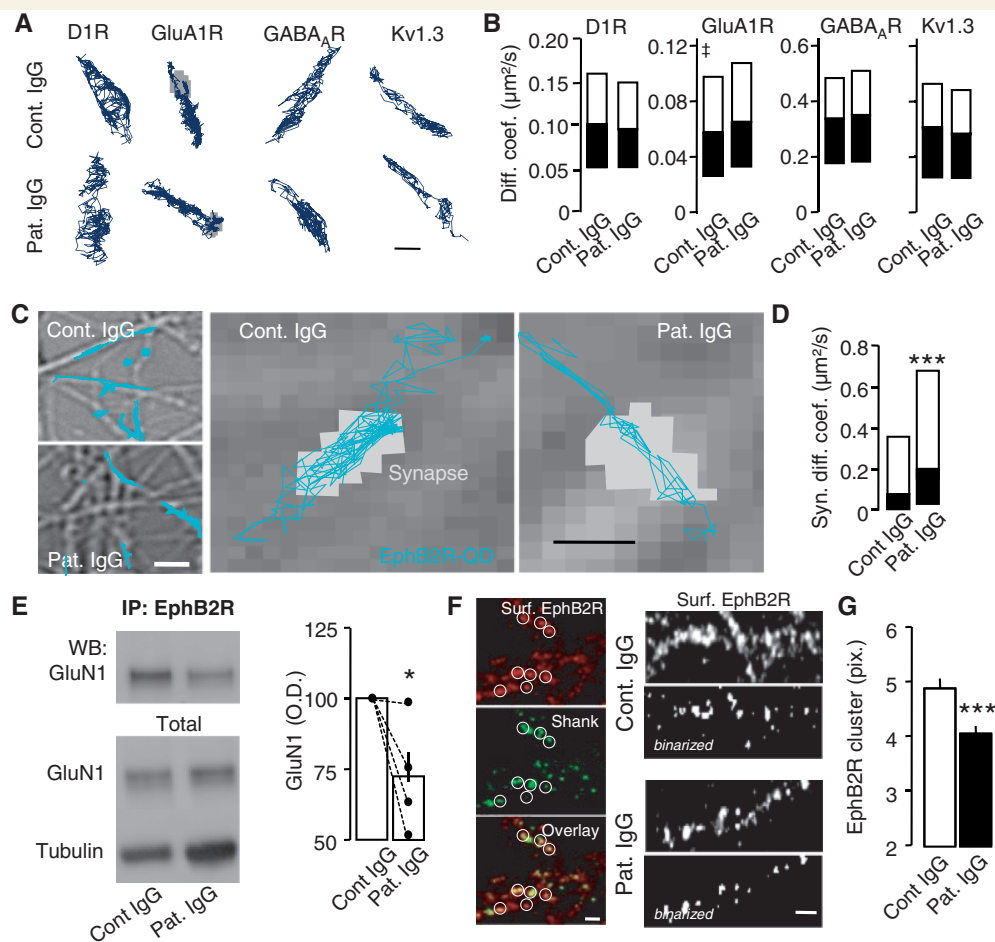 A
D1R GluA1R GABA_AR Kv1.3
Cont. IgG
Pat. IgG
B
D1R GluA1R GABA_AR Kv1.3
Diff. coef. (µm²/s)
0.20
0.15
0.10
0.05
0
0.12
‡
0.08
0.04
0
0.6
0.4
0.2
0
Cont. IgG
Pat. IgG
Cont. IgG
Pat. IgG
Cont. IgG
Pat. IgG
Cont. IgG
Pat. IgG
C
Cont. IgG
Pat. IgG
Cont. IgG
Synapse
EphB2R-QD
Pat. IgG
D
Syn. diff. coef. (µm²/s)
0.8
0.6
0.4
0.2
0
***
Cont IgG
Pat. IgG
E
IP: EphB2R
WB:
GluN1
Total
GluN1
Tubulin
Cont IgG
Pat. IgG
GluN1 (O.D.)
125
100
75
50
*
Cont IgG
Pat. IgG
F
Surf. EphB2R
Shank
Overlay
Surf. EphB2R
Cont. IgG
binarized
Pat. IgG
binarized
G
EphB2R cluster (pix.)
6
5
4
3
2
***
Cont IgG
Pat. IgG